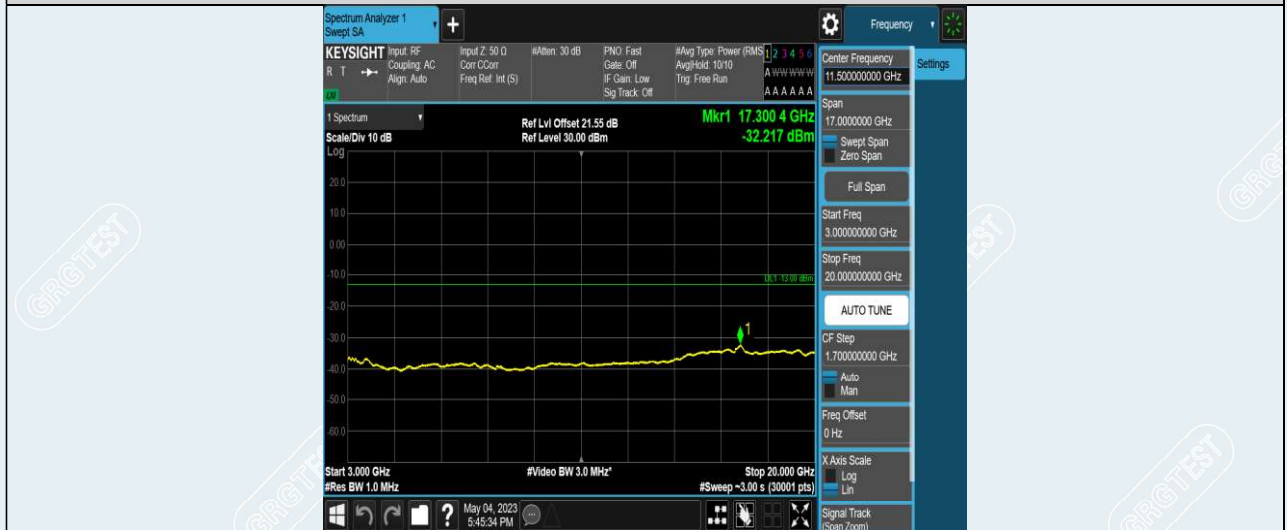 Spectrum Analyzer 1
Swept SA
+
Frequency
KEYSIGHT
R T
LXI
Input: RF
Coupling: AC
Align: Auto
Input Z: 50 Ω
Corr CCorr
Freq Ref: Int (S)
#Atten: 30 dB
PNO: Fast
Gate: Off
IF Gain: Low
Sig Track: Off
#Avg Type: Power (RMS
Avg|Hold: 10/10
Trig: Free Run
1 2 3 4 5 6
A W W W W W
A A A A A A
Center Frequency
11.500000000 GHz
Settings
Span
17.0000000 GHz
Swept Span
Zero Span
Full Span
Start Freq
3.000000000 GHz
Stop Freq
20.000000000 GHz
AUTO TUNE
CF Step
1.700000000 GHz
Auto
Man
Freq Offset
0 Hz
X Axis Scale
Log
Lin
Signal Track
(Span Zoom)
1 Spectrum
Scale/Div 10 dB
Ref Lvl Offset 21.55 dB
Ref Level 30.00 dBm
Mkr1 17.300 4 GHz
-32.217 dBm
Log
20.0
10.0
0.00
-10.0
DL1 -13.00 dBm
-20.0
-30.0
1
-40.0
-50.0
-60.0
Start 3.000 GHz
#Video BW 3.0 MHz*
Stop 20.000 GHz
#Res BW 1.0 MHz
#Sweep ~3.00 s (30001 pts)
?
May 04, 2023
5:45:34 PM
GRGTEST
GRGTEST
GRGTEST